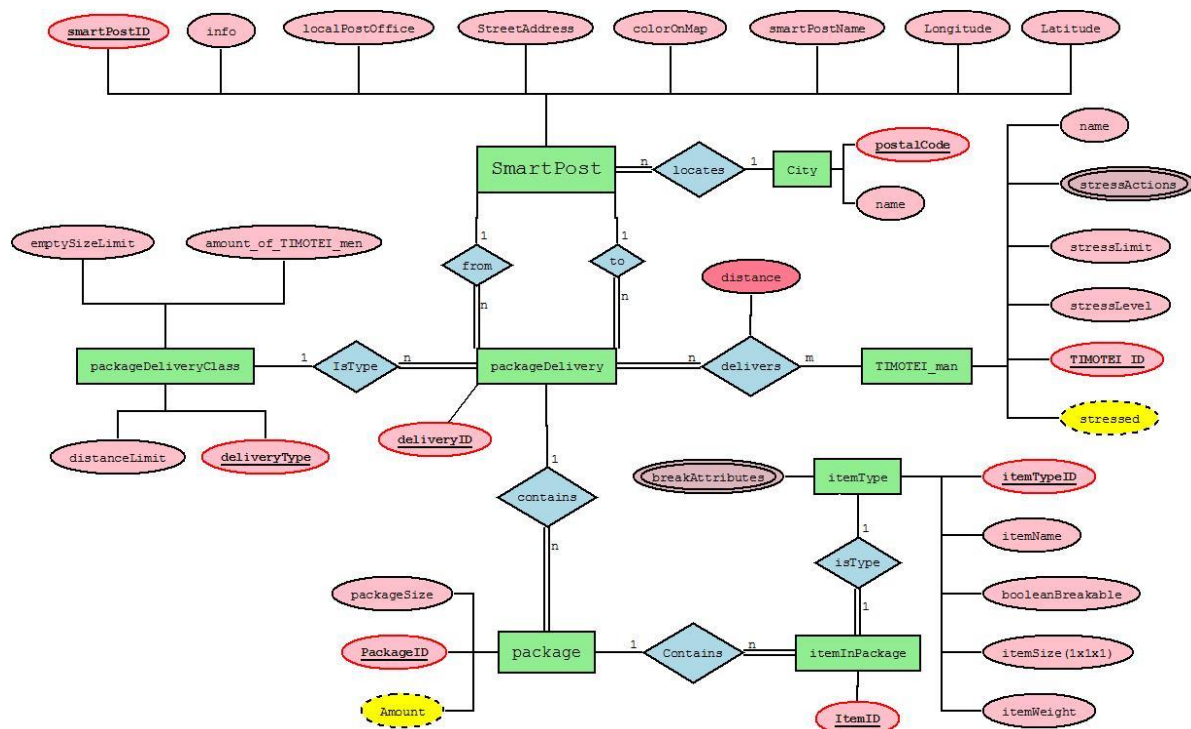 smartPostID
info
localPostOffice
StreetAddress
colorOnMap
smartPostName
Longitude
Latitude
name
SmartPost
n
locates
1
City
postalCode
stressActions
name
emptySizeLimit
amount_of_TIMOTEI_men
1
from
n
1
to
n
distance
stressLimit
stressLevel
packageDeliveryClass
1
IsType
n
packageDelivery
n
delivers
m
TIMOTEI_man
TIMOTEI ID
stressed
distanceLimit
deliveryType
deliveryID
1
contains
n
breakAttributes
itemType
itemTypeID
1
isType
1
itemName
booleanBreakable
packageSize
PackageID
Amount
package
1
Contains
n
itemInPackage
itemSize(1x1x1)
itemWeight
ItemID